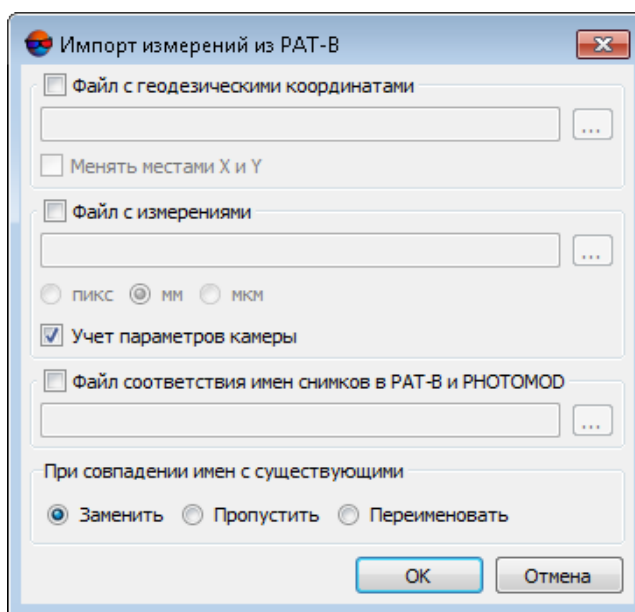 Импорт измерений из PAT-B
Файл с геодезическими координатами
...
Менять местами X и Y
Файл с измерениями
...
пикс мм мкм
Учет параметров камеры
Файл соответствия имен снимков в PAT-B и PHOTOMOD
...
При совпадении имен с существующими
Заменить Пропустить Переименовать
OK Отмена